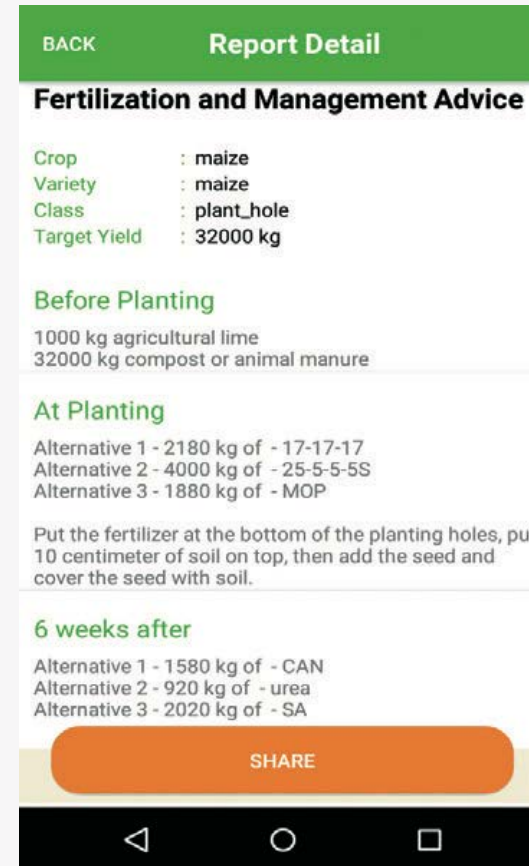 BACK Report Detail
Fertilization and Management Advice
Crop : maize
Variety : maize
Class : plant_hole
Target Yield : 32000 kg
Before Planting
1000 kg agricultural lime
32000 kg compost or animal manure
At Planting
Alternative 1 - 2180 kg of - 17-17-17
Alternative 2 - 4000 kg of - 25-5-5-5S
Alternative 3 - 1880 kg of - MOP
Put the fertilizer at the bottom of the planting holes, pu
10 centimeter of soil on top, then add the seed and
cover the seed with soil.
6 weeks after
Alternative 1 - 1580 kg of - CAN
Alternative 2 - 920 kg of - urea
Alternative 3 - 2020 kg of - SA
SHARE